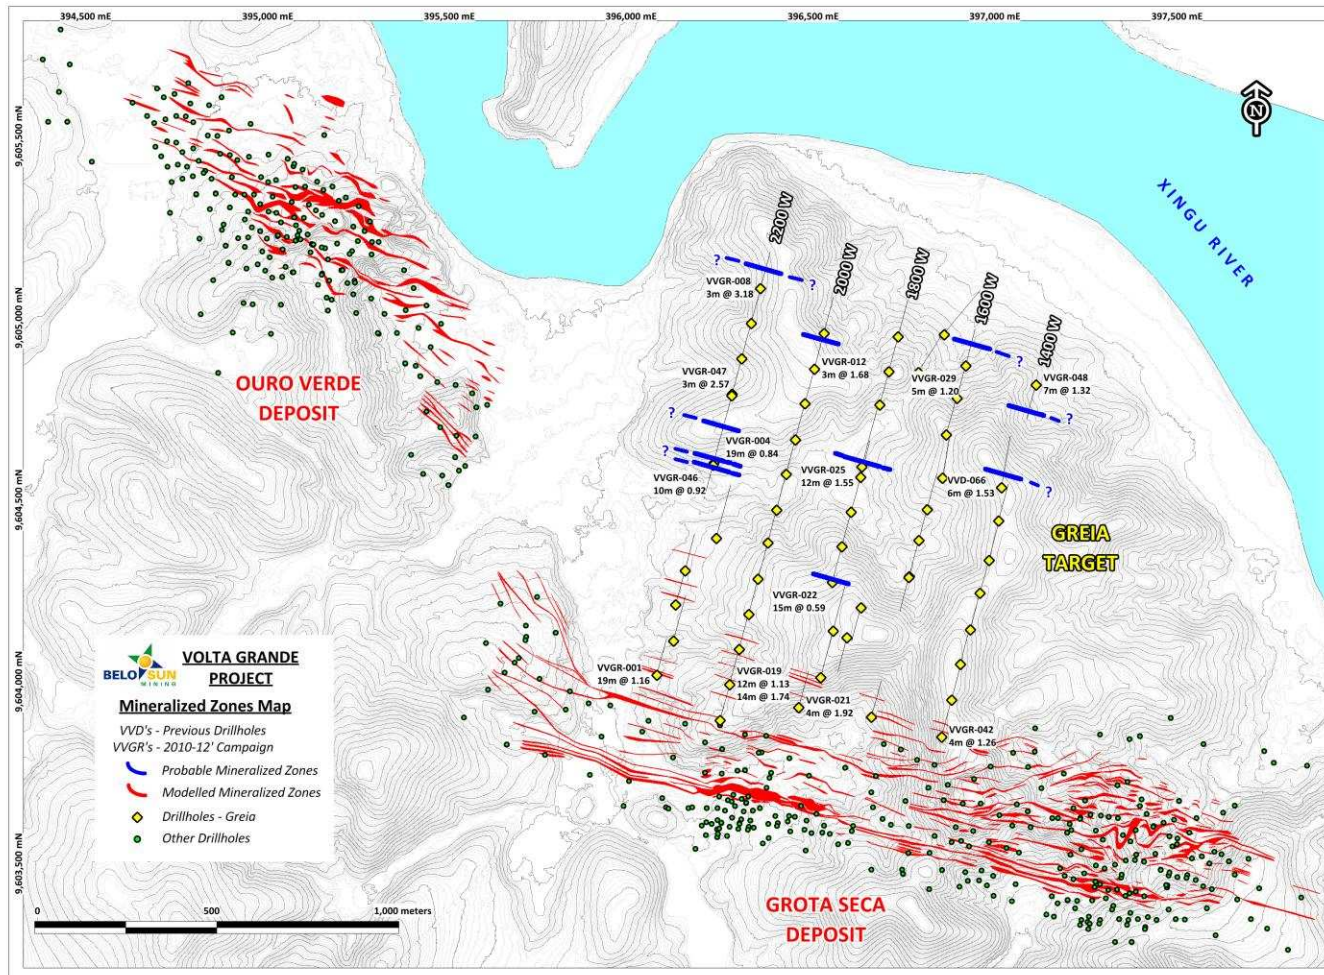 394,500 mE
395,000 mE
395,500 mE
396,000 mE
396,500 mE
397,000 mE
397,500 mE
9,605,500 mN
9,605,000 mN
9,604,500 mN
9,604,000 mN
9,603,500 mN
N
XINGU RIVER
2200 W
2000 W
1800 W
1600 W
1400 W
?
?
VVGR-008
3m @ 3.18
VVGR-047
3m @ 2.57
VVGR-012
3m @ 1.68
VVGR-029
5m @ 1.20
?
VVGR-048
7m @ 1.32
?
?
?
VVGR-004
19m @ 0.84
VVGR-046
10m @ 0.92
VVGR-025
12m @ 1.55
VVD-066
6m @ 1.53
?
OURO VERDE
DEPOSIT
GREIA
TARGET
VVGR-022
15m @ 0.59
VVGR-001
19m @ 1.16
VVGR-019
12m @ 1.13
14m @ 1.74
VVGR-021
4m @ 1.92
VVGR-042
4m @ 1.26
BELO SUN
MINING
VOLTA GRANDE
PROJECT
Mineralized Zones Map
VVD's - Previous Drillholes
VVGR's - 2010-12' Campaign
Probable Mineralized Zones
Modelled Mineralized Zones
Drillholes - Greia
Other Drillholes
0
500
1,000 meters
GROTA SECA
DEPOSIT